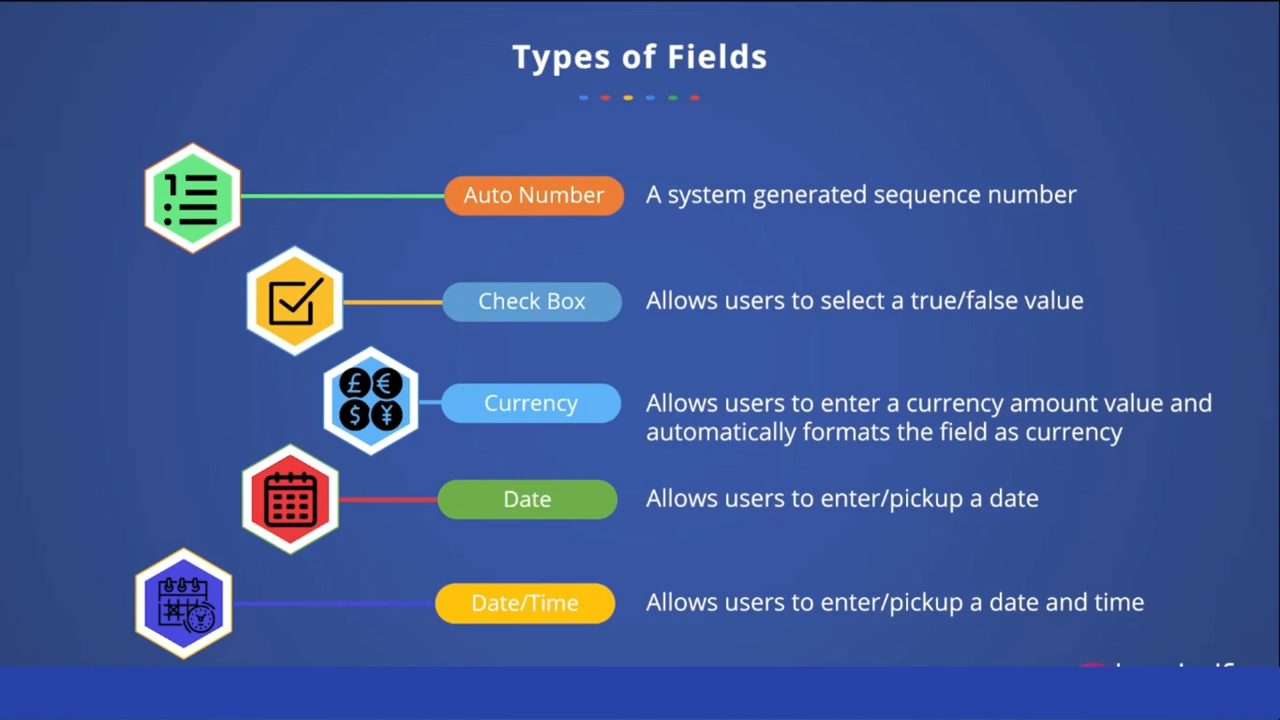 Types of Fields
Auto Number A system generated sequence number
Check Box Allows users to select a true/false value
Currency Allows users to enter a currency amount value and
automatically formats the field as currency
Date Allows users to enter/pickup a date
Date/Time Allows users to enter/pickup a date and time